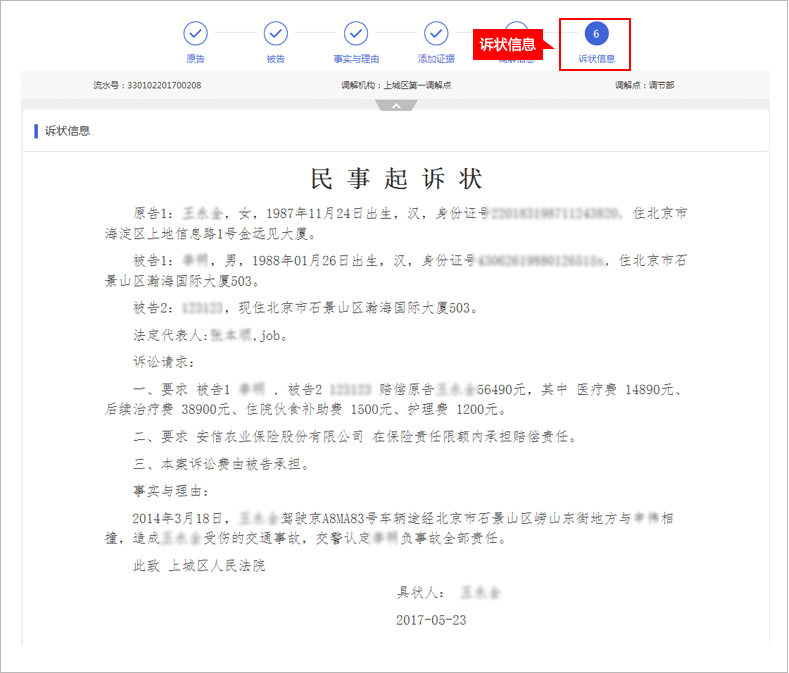 6
诉状信息
原告 被告 事实与理由 添加证据 诉状信息
流水号：330102201700208 调解机构：上城区第一调解点 调解点：调节部
诉状信息
民事起诉状
原告1：，女，1987年11月24日出生，汉，身份证号，住北京市
海淀区上地信息路1号金远见大厦。
被告1：，男，1988年01月26日出生，汉，身份证号，住北京市石
景山区瀚海国际大厦503。
被告2：，现住北京市石景山区瀚海国际大厦503。
法定代表人:,job。
诉讼请求：
一、要求 被告1 ，被告2 赔偿原告56490元，其中 医疗费 14890元、
后续治疗费 38900元、住院伙食补助费 1500元、护理费 1200元。
二、要求 安信农业保险股份有限公司 在保险责任限额内承担赔偿责任。
三、本案诉讼费由被告承担。
事实与理由：
2014年3月18日，驾驶京A8MA83号车辆途经北京市石景山区崂山东街地方与相
撞，造成受伤的交通事故，交警认定负事故全部责任。
此致 上城区人民法院
具状人：
2017-05-23